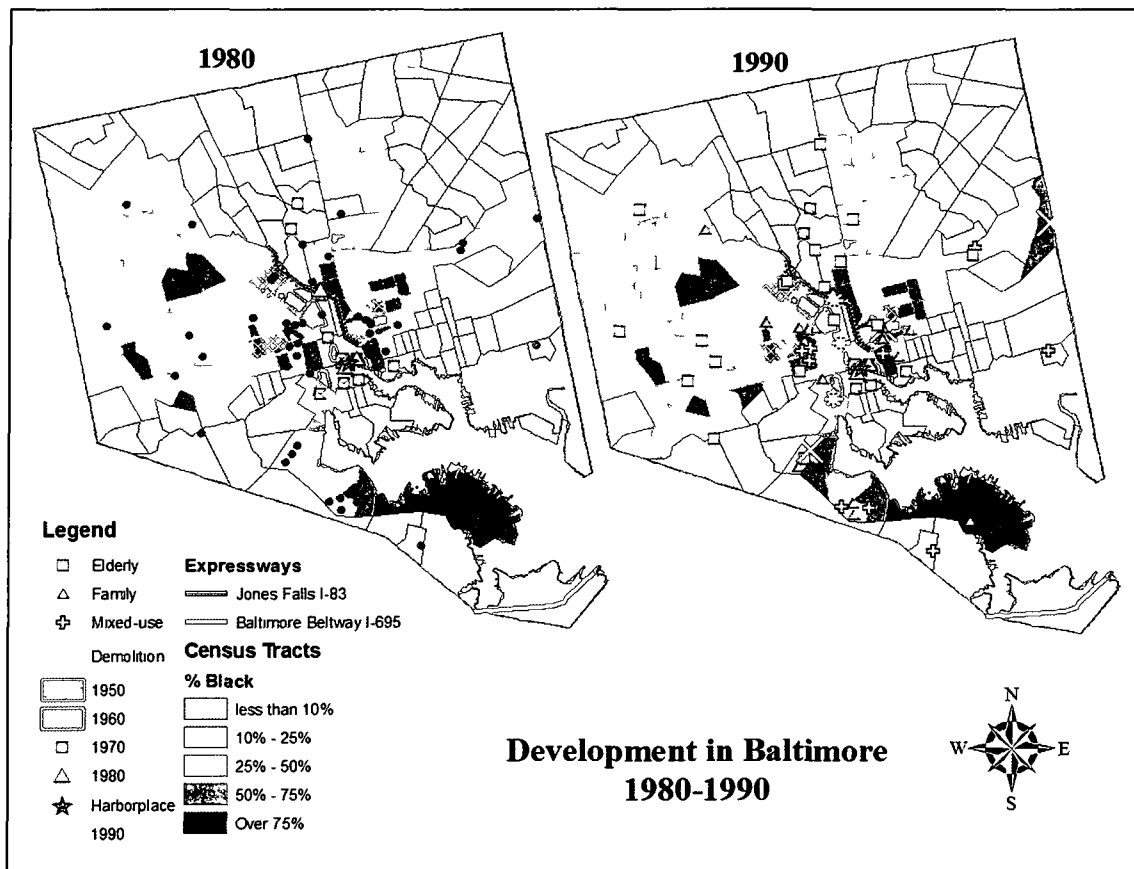 1980
1990
Legend
Elderly
Family
Mixed-use
Demolition
1950
1960
1970
1980
Harborplace
1990
Expressways
Jones Falls I-83
Baltimore Beltway I-695
Census Tracts
% Black
less than 10%
10% - 25%
25% - 50%
50% - 75%
Over 75%
Development in Baltimore
1980-1990
N
W
E
S